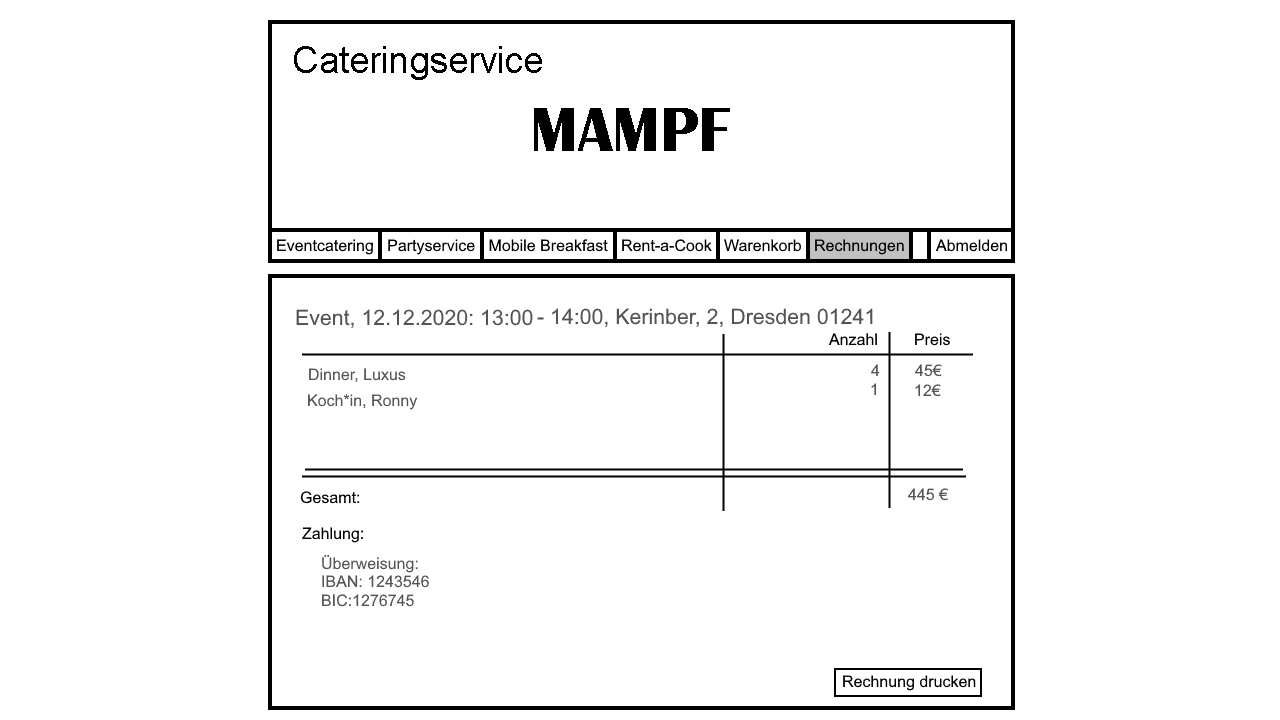 Cateringservice
MAMPF
Eventcatering Partyservice Mobile Breakfast Rent-a-Cook Warenkorb Rechnungen Abmelden
Event, 12.12.2020: 13:00 - 14:00, Kerinber, 2, Dresden 01241
Anzahl Preis
Dinner, Luxus 4 45€
Koch*in, Ronny 1 12€
Gesamt: 445 €
Zahlung:
Überweisung:
IBAN: 1243546
BIC:1276745
Rechnung drucken